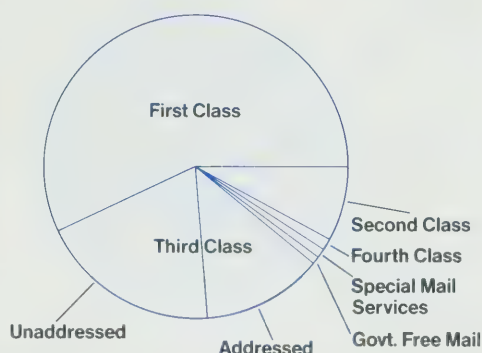 First Class
Third Class
Second Class
Fourth Class
Special Mail
Services
Govt. Free Mail
Unaddressed
Addressed